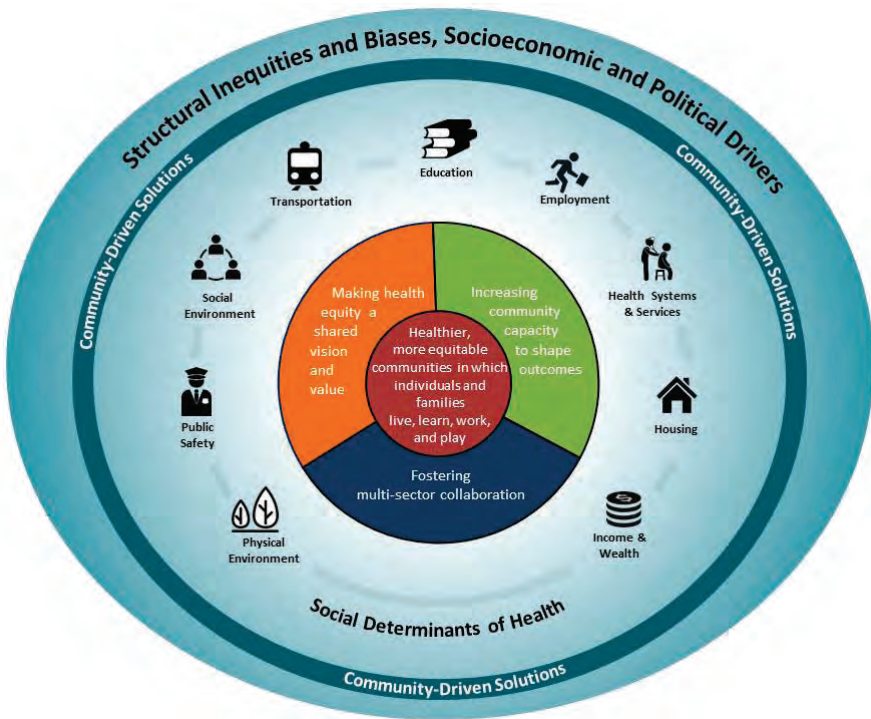 Structural Inequities and Biases, Socioeconomic and Political Drivers
Community-Driven Solutions
Community-Driven Solutions
Education
Transportation
Employment
Social
Environment
Health Systems
& Services
Public
Safety
Housing
Physical
Environment
Income &
Wealth
Making health
equity a
shared
vision
and
value
Increasing
community
capacity
to shape
outcomes
Healthier,
more equitable
communities in which
individuals and
families
live, learn, work,
and play
Fostering
multi-sector collaboration
Social Determinants of Health
Community-Driven Solutions